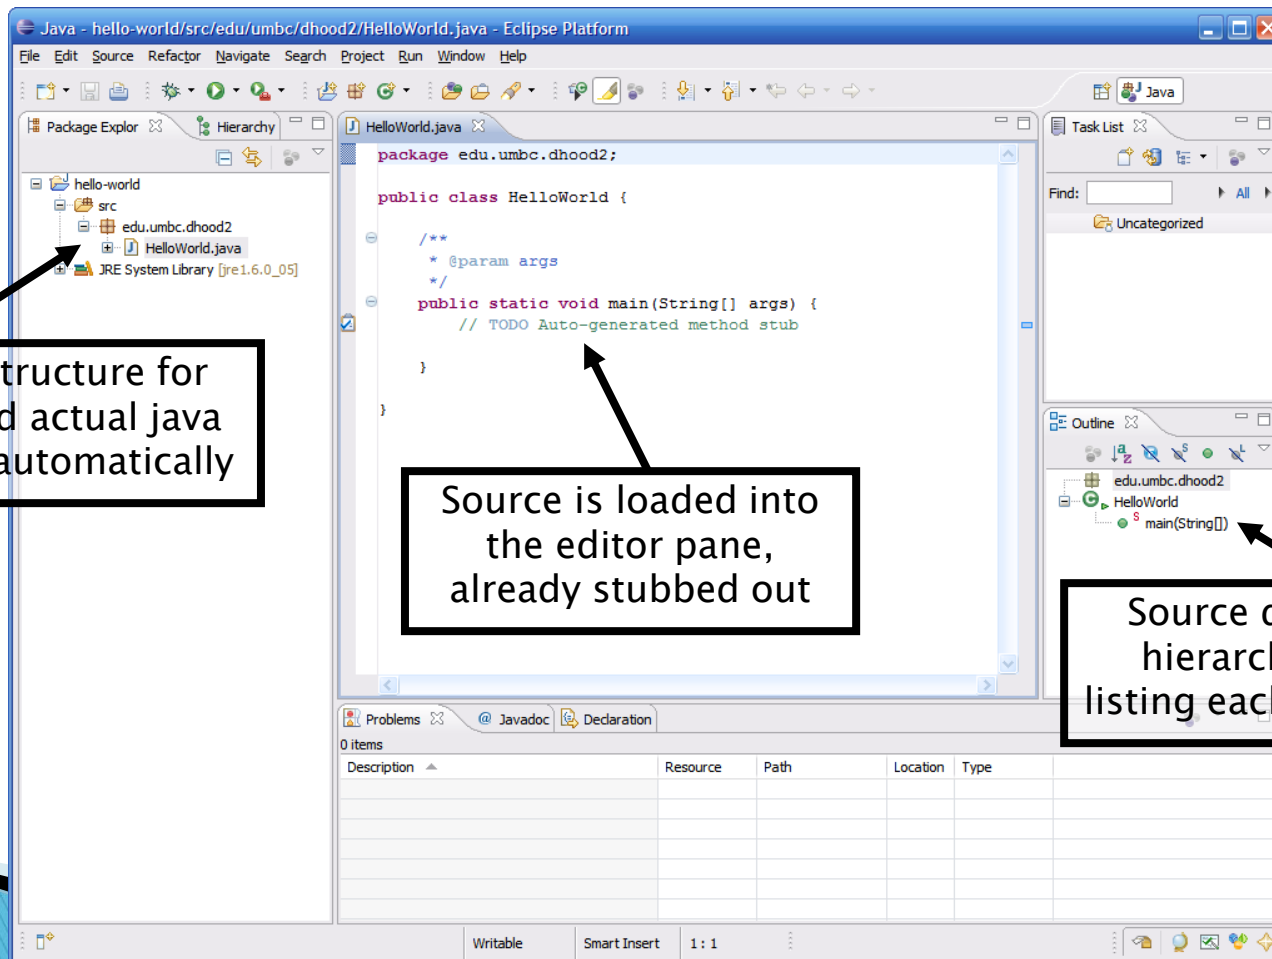 Java - hello-world/src/edu/umbc/dhood2/HelloWorld.java - Eclipse Platform
File Edit Source Refactor Navigate Search Project Run Window Help
Java
Package Explor Hierarchy
hello-world
src
edu.umbc.dhood2
HelloWorld.java
JRE System Library [jre1.6.0_05]
tructure for
d actual java
automatically
HelloWorld.java
package edu.umbc.dhood2;
public class HelloWorld {
/**
* @param args
*/
public static void main(String[] args) {
// TODO Auto-generated method stub
}
}
Source is loaded into
the editor pane,
already stubbed out
Task List
Find: All
Uncategorized
Outline
edu.umbc.dhood2
HelloWorld
main(String[])
Source
hierarch
listing each
Problems @ Javadoc Declaration
0 items
Description Resource Path Location Type
Writable Smart Insert 1 : 1